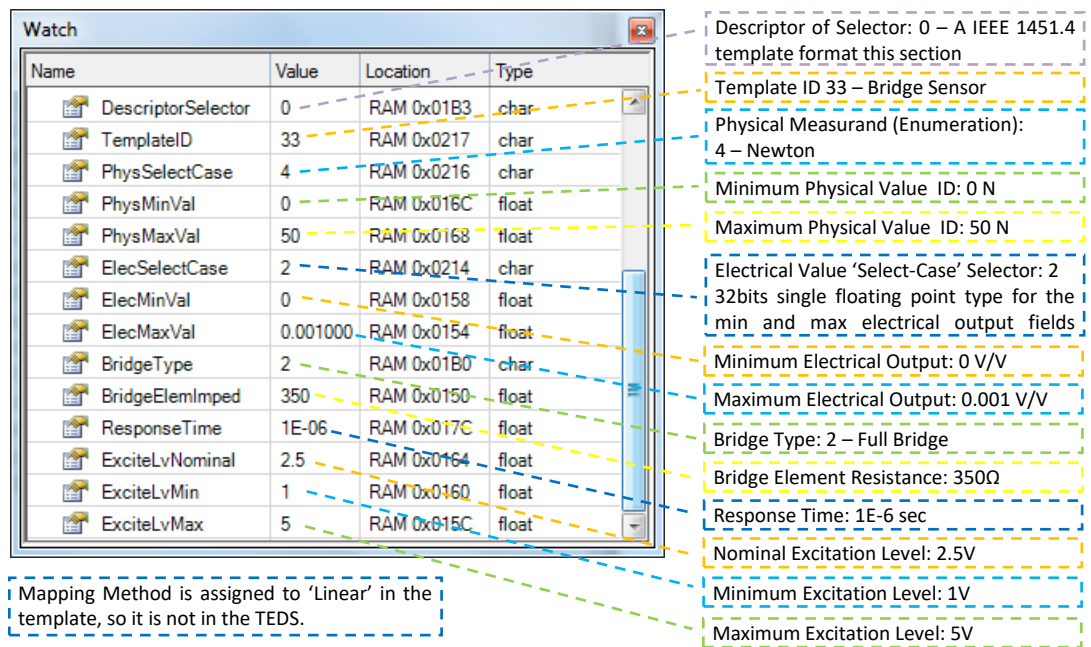 Watch
Name Value Location Type
DescriptorSelector 0 RAM 0x01B3 char
TemplateID 33 RAM 0x0217 char
PhysSelectCase 4 RAM 0x0216 char
PhysMinVal 0 RAM 0x016C float
PhysMaxVal 50 RAM 0x0168 float
ElecSelectCase 2 RAM 0x0214 char
ElecMinVal 0 RAM 0x0158 float
ElecMaxVal 0.001000 RAM 0x0154 float
BridgeType 2 RAM 0x01B0 char
BridgeElemImped 350 RAM 0x0150 float
ResponseTime 1E-06 RAM 0x017C float
ExciteLvNominal 2.5 RAM 0x0164 float
ExciteLvMin 1 RAM 0x0160 float
ExciteLvMax 5 RAM 0x015C float
Mapping Method is assigned to 'Linear' in the
template, so it is not in the TEDS.
Descriptor of Selector: 0 – A IEEE 1451.4
template format this section
Template ID 33 – Bridge Sensor
Physical Measurand (Enumeration):
4 – Newton
Minimum Physical Value ID: 0 N
Maximum Physical Value ID: 50 N
Electrical Value 'Select-Case' Selector: 2
32bits single floating point type for the
min and max electrical output fields
Minimum Electrical Output: 0 V/V
Maximum Electrical Output: 0.001 V/V
Bridge Type: 2 – Full Bridge
Bridge Element Resistance: 350Ω
Response Time: 1E-6 sec
Nominal Excitation Level: 2.5V
Minimum Excitation Level: 1V
Maximum Excitation Level: 5V